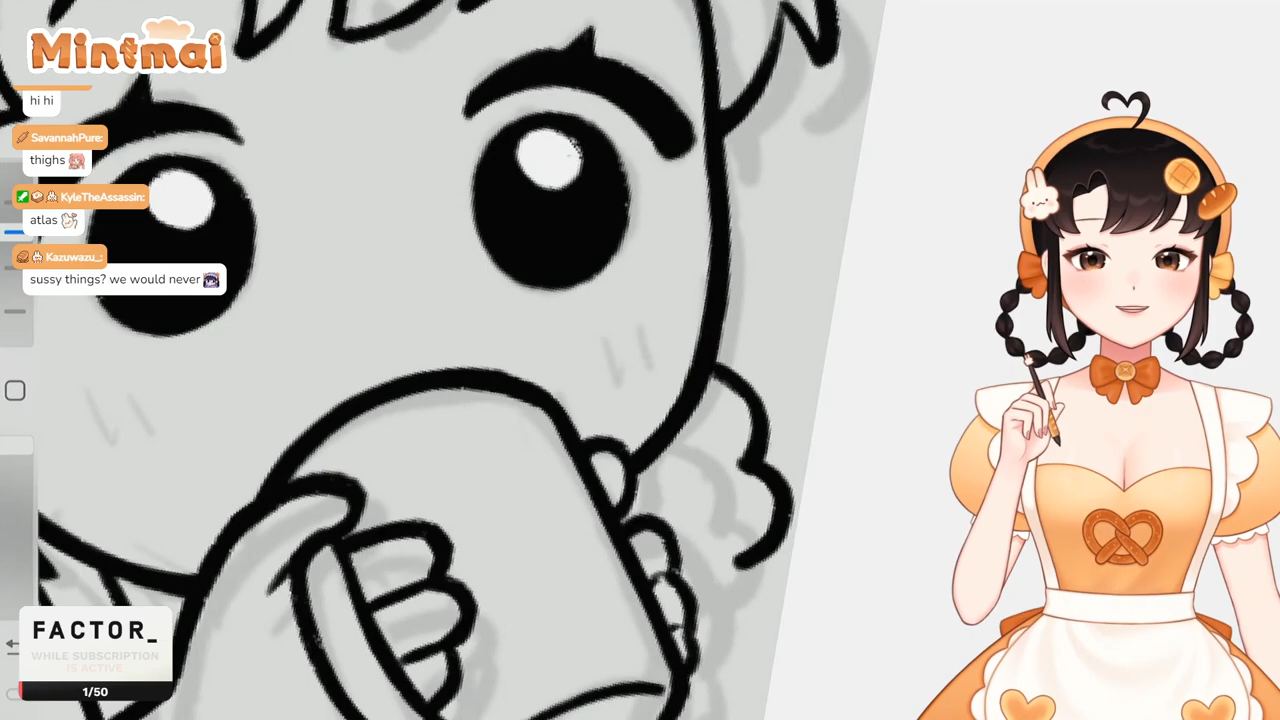 Mintmai
hi hi
SavannahPure:
thighs
KyleTheAssassin:
atlas
Kazuwazu_:
sussy things? we would never
FACTOR_
WHILE SUBSCRIPTION
IS ACTIVE
1/50